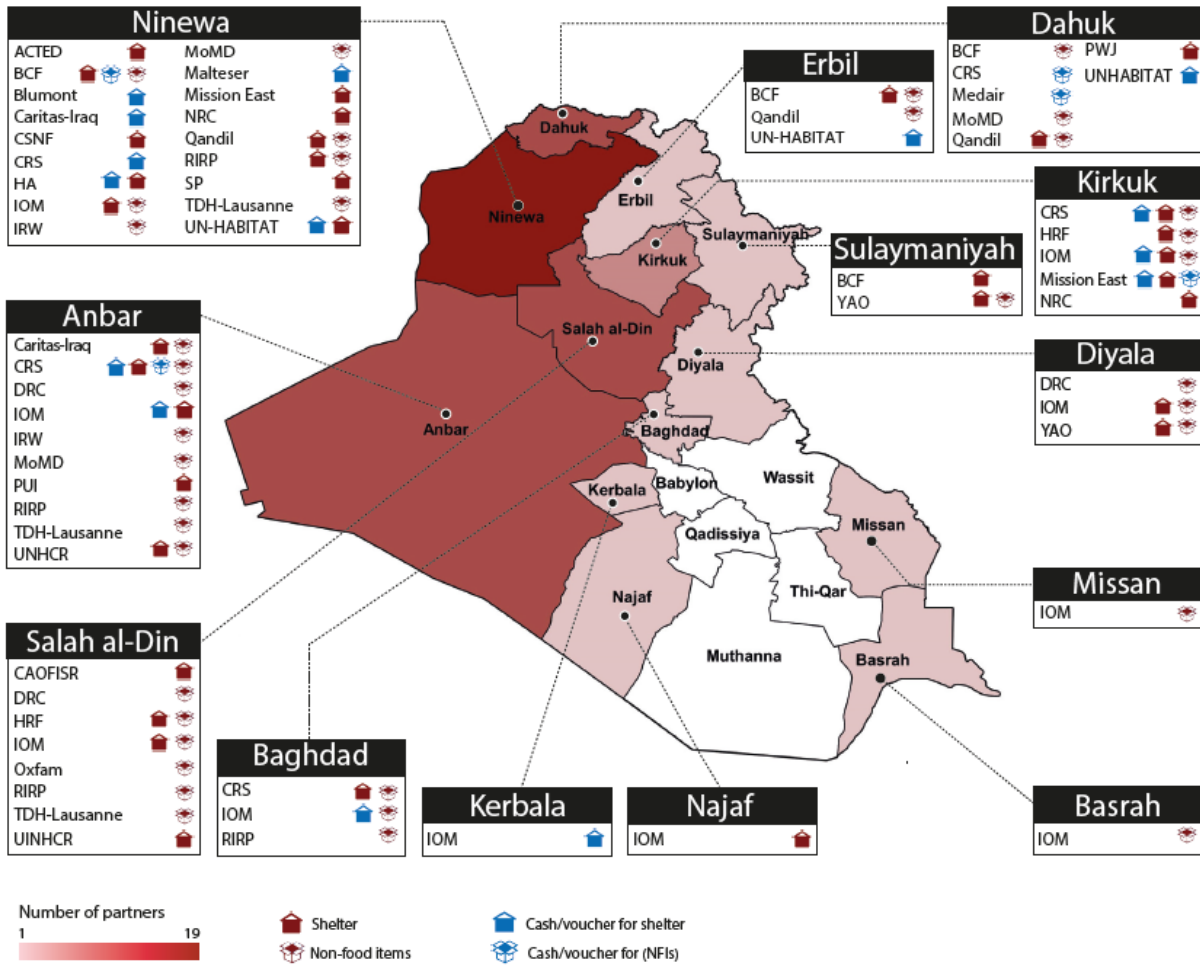 Ninewa
ACTED
BCF
Blumont
Caritas-Iraq
CSNF
CRS
HA
IOM
IRW
MoMD
Malteser
Mission East
NRC
Qandil
RIRP
SP
TDH-Lausanne
UN-HABITAT
Erbil
BCF
Qandil
UN-HABITAT
Dahuk
BCF
CRS
Medair
MoMD
Qandil
PWJ
UNHABITAT
Kirkuk
CRS
HRF
IOM
Mission East
NRC
Sulaymaniyah
BCF
YAO
Anbar
Caritas-Iraq
CRS
DRC
IOM
IRW
MoMD
PUI
RIRP
TDH-Lausanne
UNHCR
Diyala
DRC
IOM
YAO
Dahuk
Ninewa
Erbil
Sulaymaniyah
Kirkuk
Salah al-Din
Diyala
Anbar
Baghdad
Wassit
Kerbala
Babylon
Qadissiya
Missan
Najaf
Thi-Qar
Muthanna
Basrah
Missan
IOM
Salah al-Din
CAOFISR
DRC
HRF
IOM
Oxfam
RIRP
TDH-Lausanne
UINHCR
Baghdad
CRS
IOM
RIRP
Kerbala
IOM
Najaf
IOM
Basrah
IOM
Number of partners
1 19
Shelter
Non-food items
Cash/voucher for shelter
Cash/voucher for (NFIs)